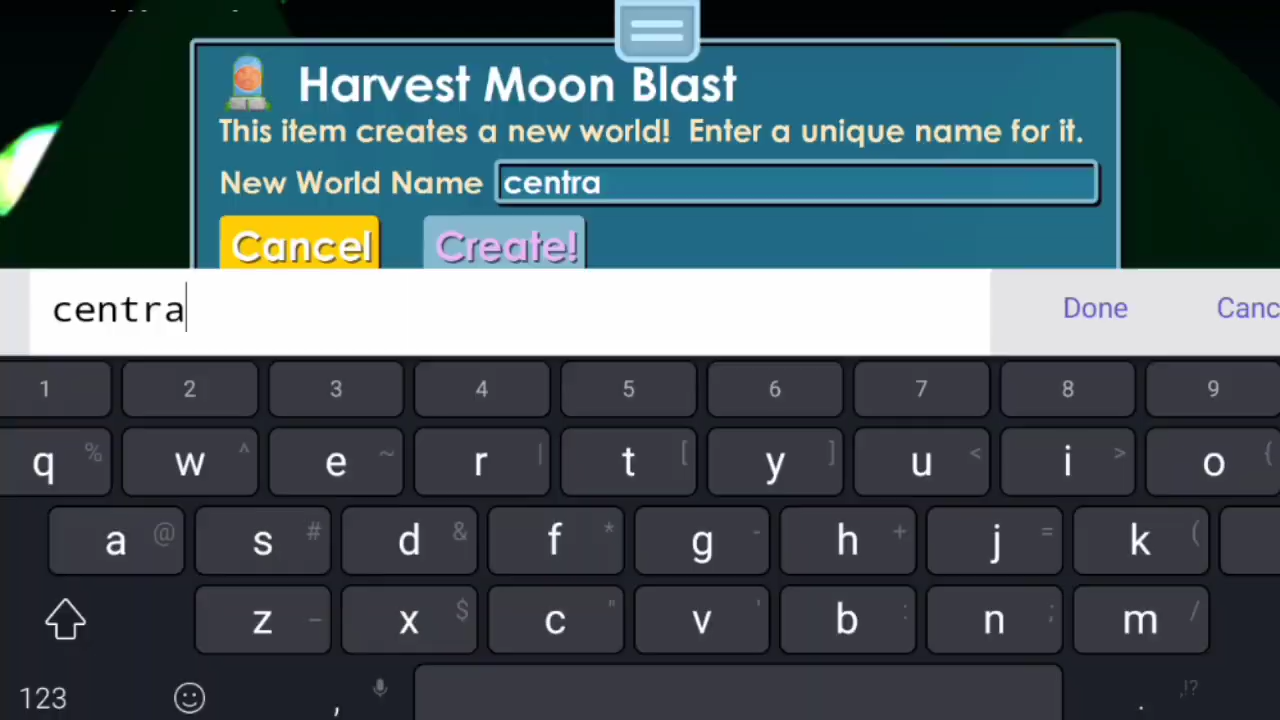 Harvest Moon Blast
This item creates a new world! Enter a unique name for it.
New World Name centra
Cancel Create!
centra Done Canc
1 2 3 4 5 6 7 8 9
q % w ^ e ~ r | t [ y ] u < i > o {
a @ s # d & f * g - h + j = k (
z _ x $ c " v ' b : n ; m /
123 , . ,!?